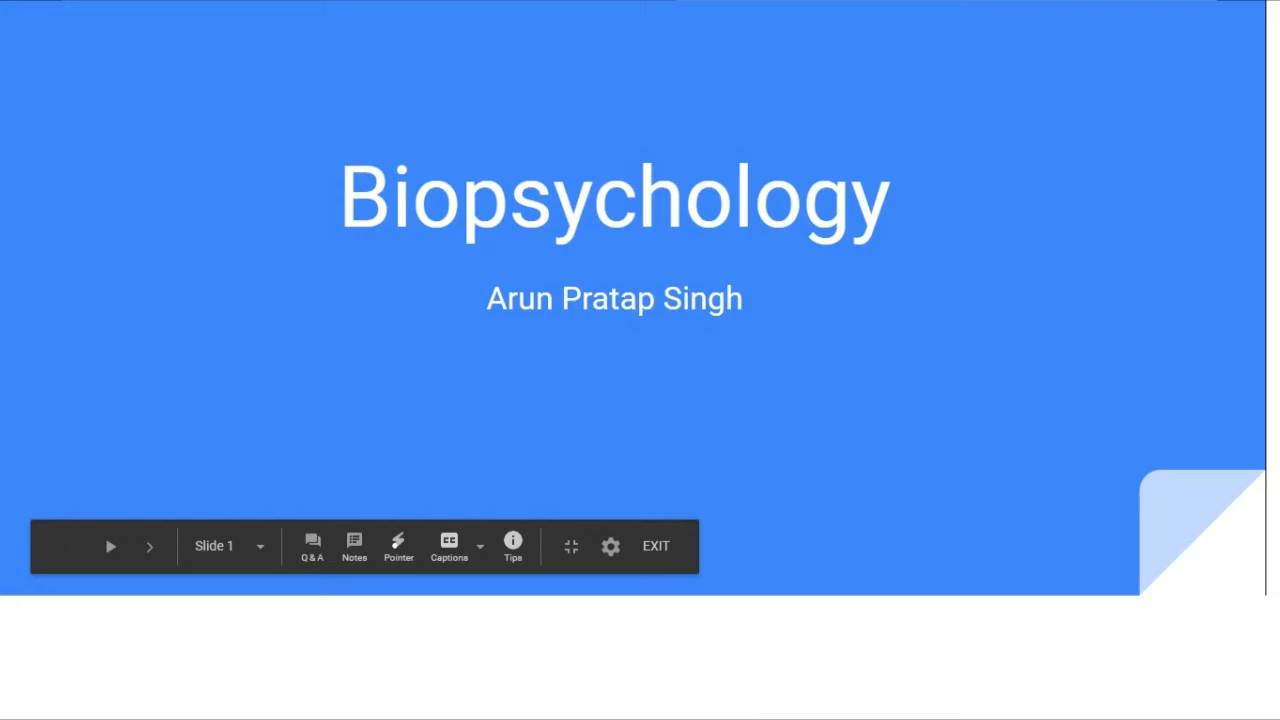 Biopsychology
Arun Pratap Singh
Slide 1
Q & A Notes Pointer Captions Tips EXIT